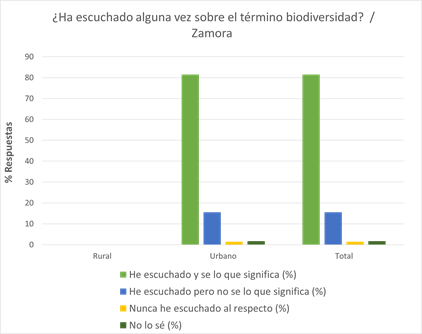 ¿Ha escuchado alguna vez sobre el término biodiversidad?  /
Zamora
% Respuestas
90
80
70
60
50
40
30
20
10
0
Rural
Urbano
Total
He escuchado y se lo que significa (%)
He escuchado pero no se lo que significa (%)
Nunca he escuchado al respecto (%)
No lo sé (%)